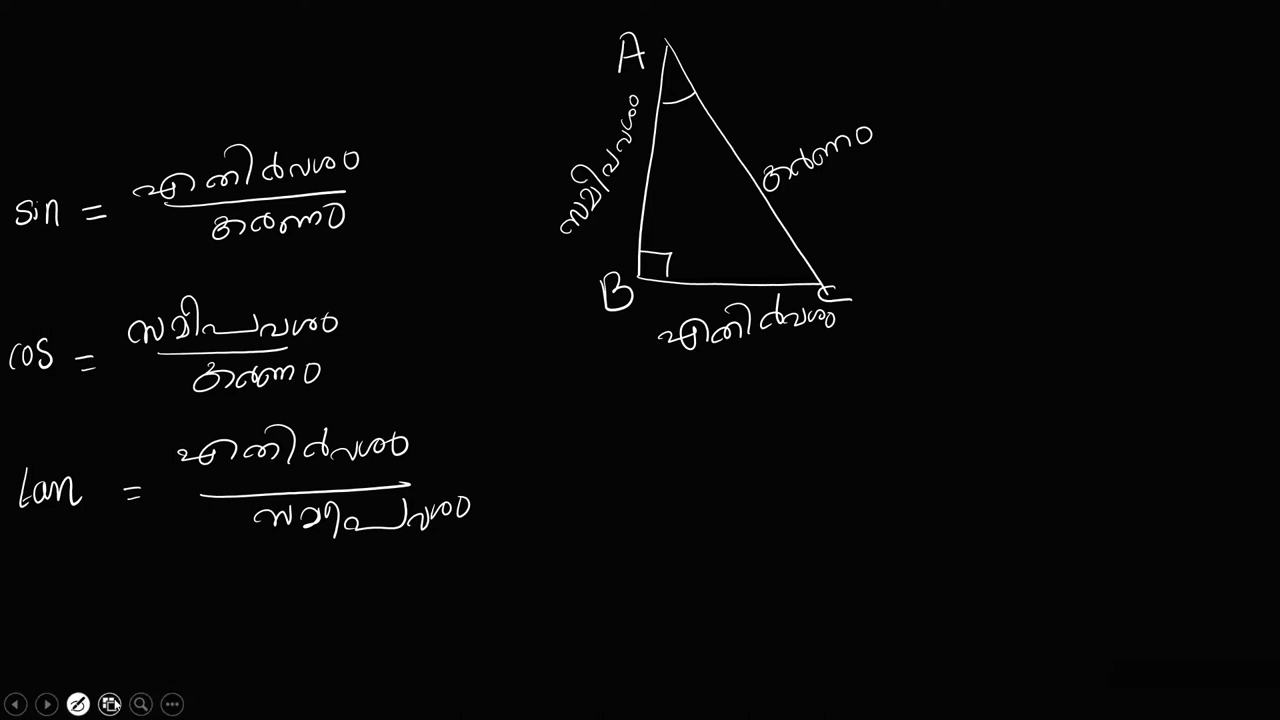 sin = എതിർവശം
കർണം
cos = സമീപവശം
കർണം
tan = എതിർവശം
സമീപവശം
A
സമീപവശം
കർണം
B
C
എതിർവശം